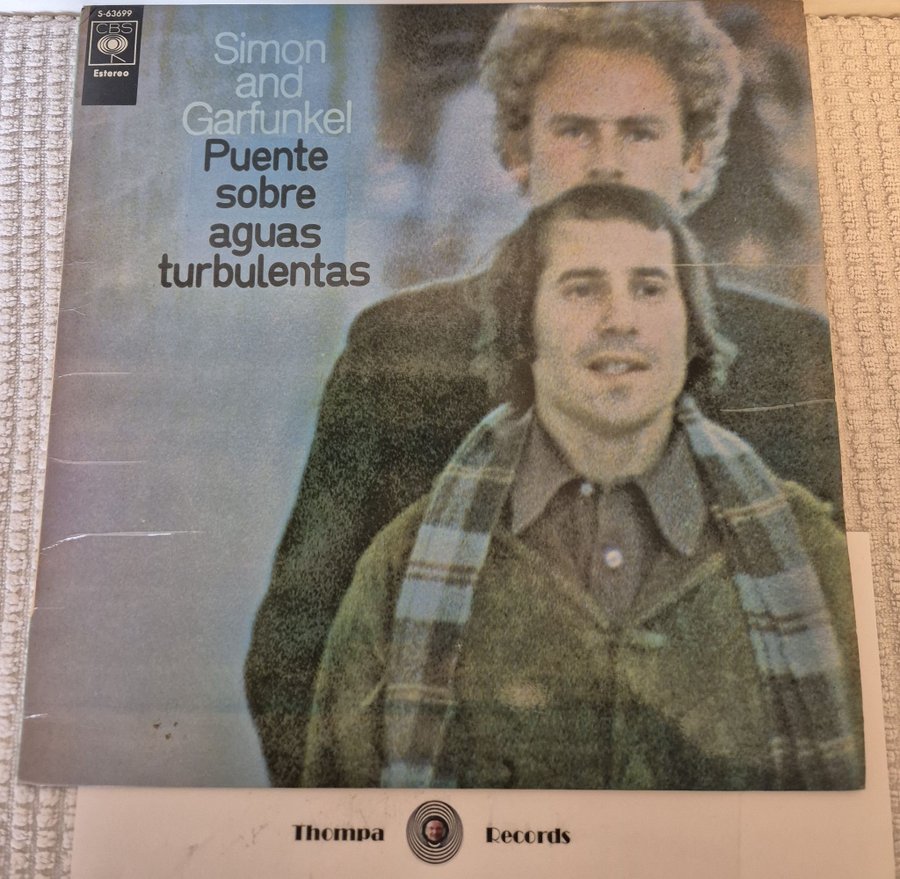 S-63699
CBS
Estereo
Simon
and
Garfunkel
Puente
sobre
aguas
turbulentas
Thompa Records